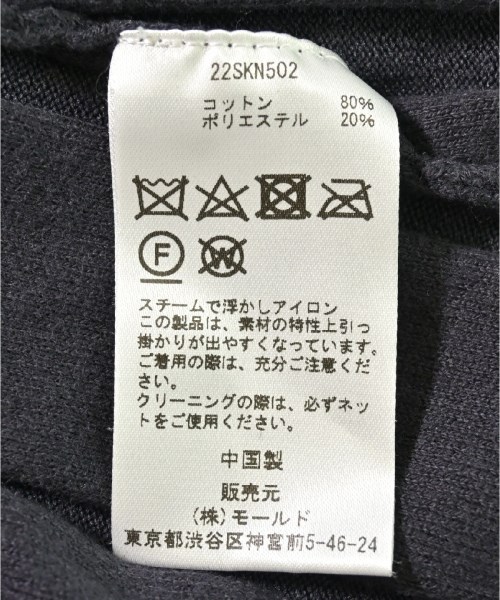 22SKN502
コットン 80%
ポリエステル 20%
F
W
スチームで浮かしアイロン
この製品は、素材の特性上引っ
掛かりが出やすくなっています。
ご着用の際は、充分ご注意くだ
さい。
クリーニングの際は、必ずネッ
トをご使用ください。
中国製
販売元
(株)モールド
東京都渋谷区神宮前5-46-24